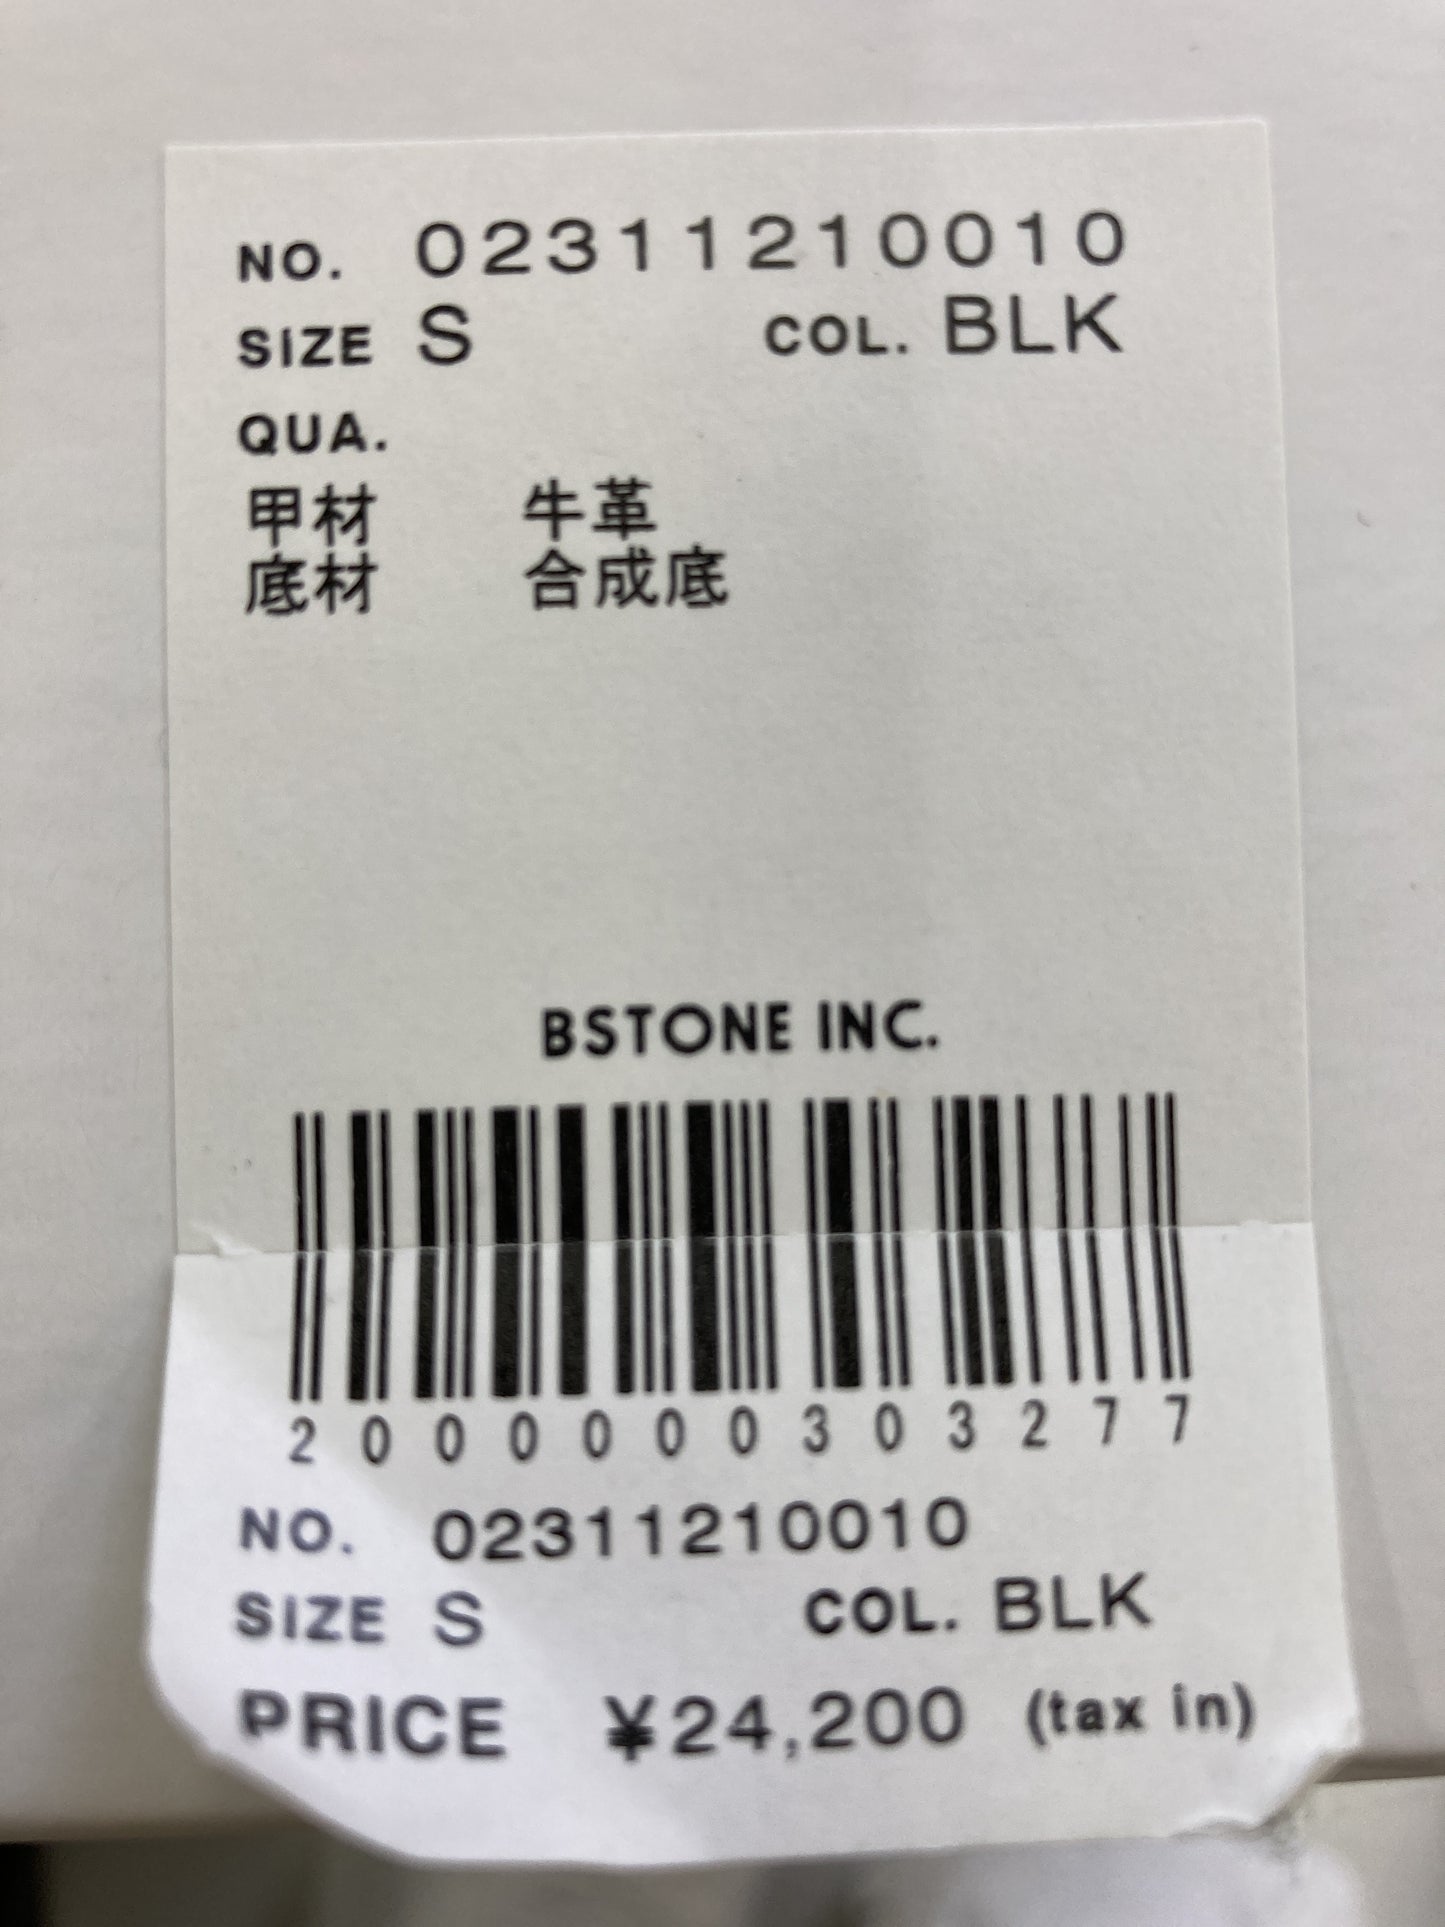 NO. 02311210010
SIZE S COL. BLK
QUA.
甲材 牛革
底材 合成底
BSTONE INC.
2000000303277
NO. 02311210010
SIZE S COL. BLK
PRICE ¥24,200 (tax in)